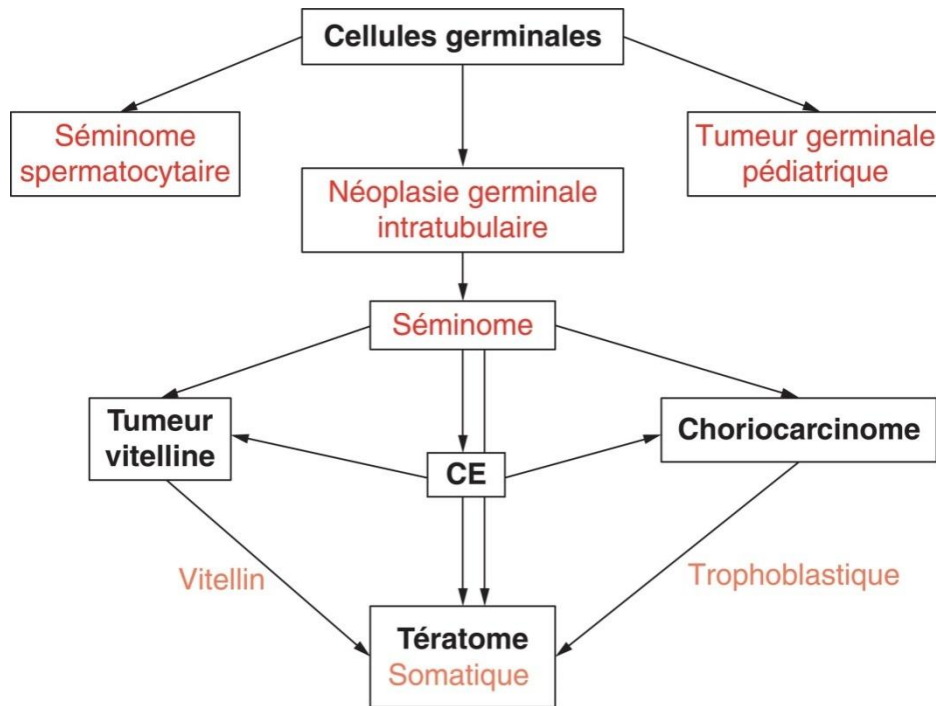 Cellules germinales
Séminome
spermatocytaire
Tumeur germinale
pédiatrique
Néoplasie germinale
intratubulaire
Séminome
Tumeur
vitelline
Choriocarcinome
CE
Vitellin
Trophoblastique
Tératome
Somatique